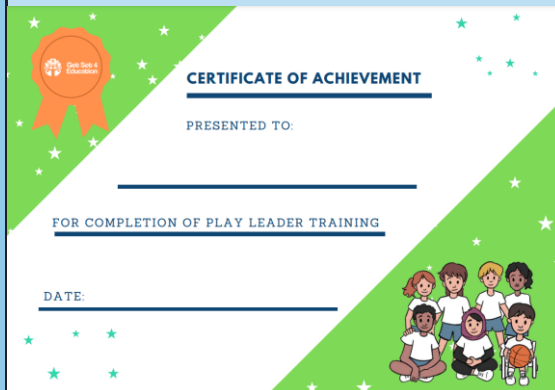 Get Set 4
Education
CERTIFICATE OF ACHIEVEMENT
PRESENTED TO:
FOR COMPLETION OF PLAY LEADER TRAINING
DATE: